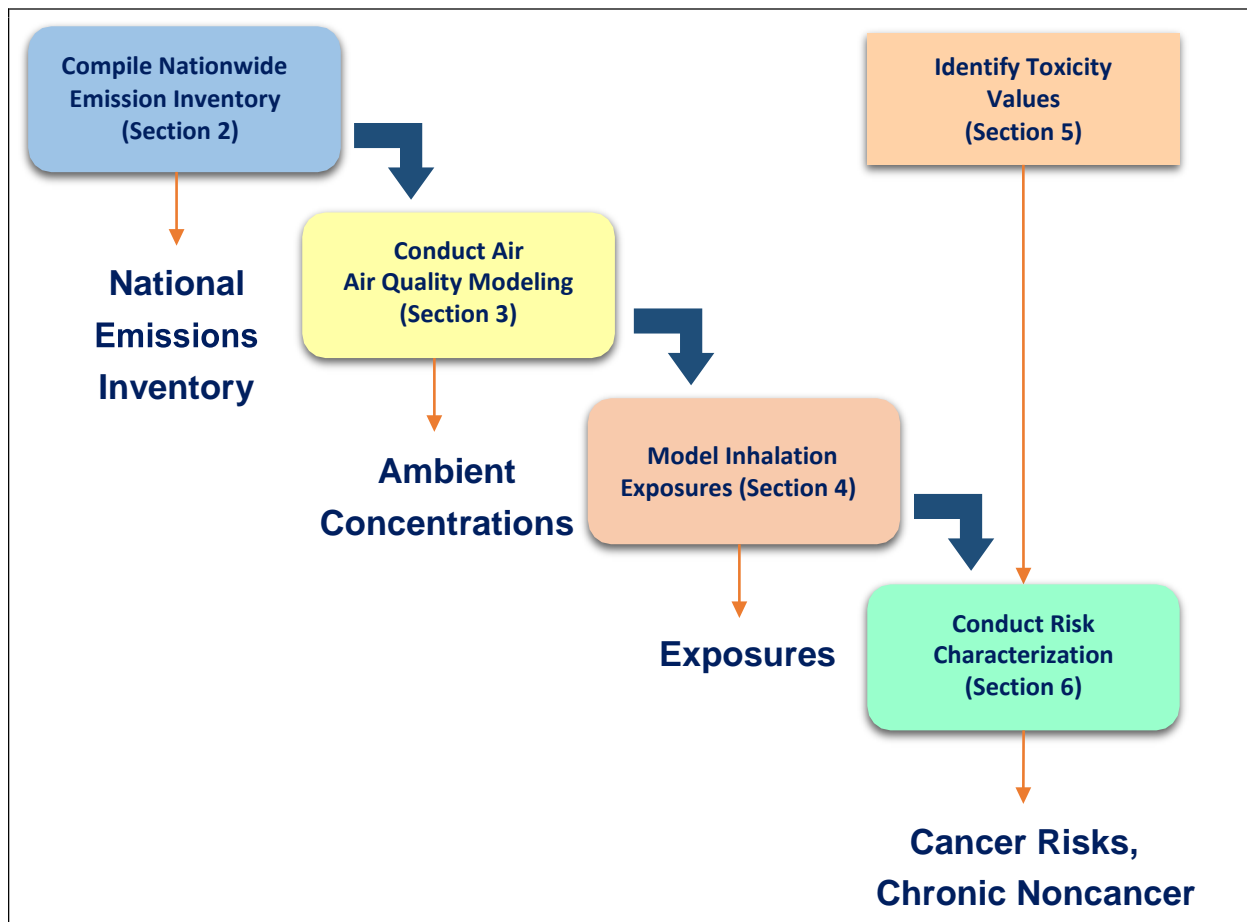 Compile Nationwide
Emission Inventory
(Section 2)
Identify Toxicity
Values
(Section 5)
National
Emissions
Inventory
Conduct Air
Air Quality Modeling
(Section 3)
Ambient
Concentrations
Model Inhalation
Exposures (Section 4)
Exposures
Conduct Risk
Characterization
(Section 6)
Cancer Risks,
Chronic Noncancer